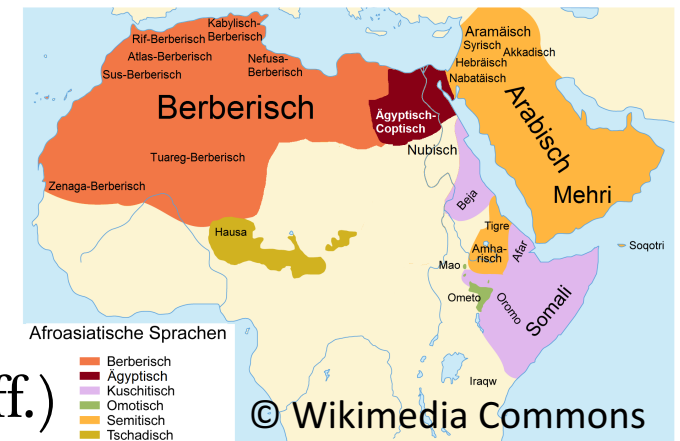 Kabylisch-
Berberisch
Rif-Berberisch
Atlas-Berberisch
Nefusa-
Berberisch
Sus-Berberisch
Berberisch
Tuareg-Berberisch
Zenaga-Berberisch
Ägyptisch-
Coptisch
Nubisch
Aramäisch
Syrisch
Akkadisch
Hebräisch
Nabatäisch
Arabisch
Mehri
Beja
Hausa
Tigre
Amha-
risch
Afar
Soqotri
Mao
Ometo
Oromo
Somali
Iraqw
Afroasiatische Sprachen
Berberisch
Ägyptisch
Kuschitisch
Omotisch
Semitisch
Tschadisch
ff.)
© Wikimedia Commons